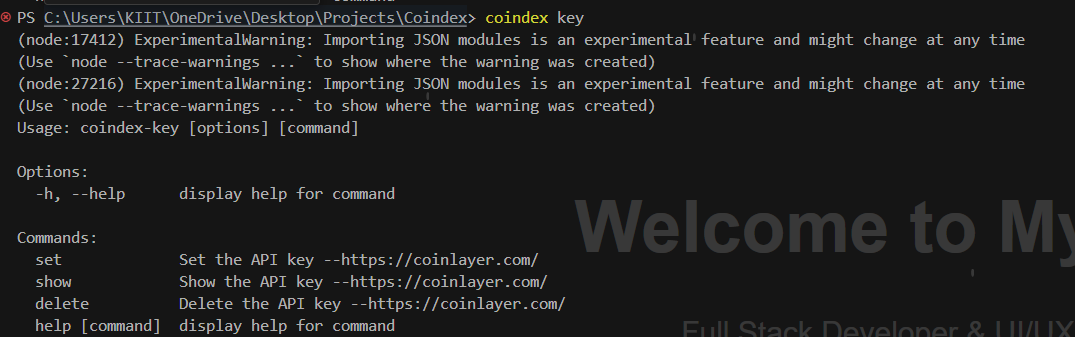 PS C:\Users\KIIT\OneDrive\Desktop\Projects\Coindex> coindex key
(node:17412) ExperimentalWarning: Importing JSON modules is an experimental feature and might change at any time
(Use `node --trace-warnings ...` to show where the warning was created)
(node:27216) ExperimentalWarning: Importing JSON modules is an experimental feature and might change at any time
(Use `node --trace-warnings ...` to show where the warning was created)
Usage: coindex-key [options] [command]
Options:
-h, --help display help for command
Welcome to My
Commands:
set Set the API key --https://coinlayer.com/
show Show the API key --https://coinlayer.com/
delete Delete the API key --https://coinlayer.com/
help [command] display help for command
Full Stack Developer & UI/UX